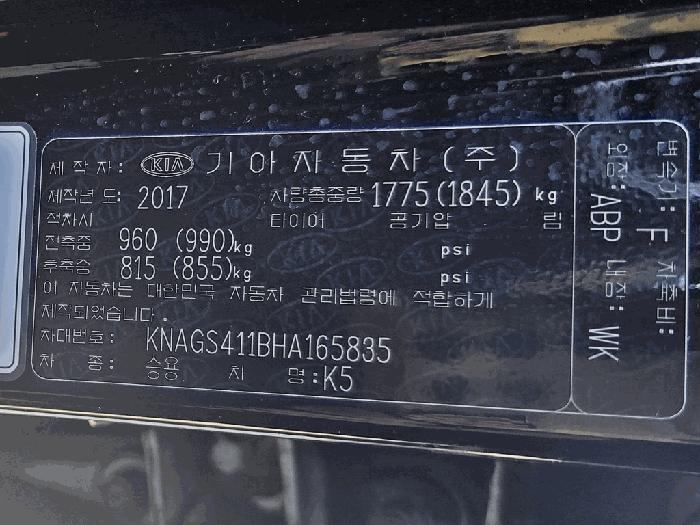 제작자: KIA 기아자동차(주)
제작년도: 2017 차량총중량 1775(1845) kg
적차시 타이어 공기압 림
전축중 960 (990)kg psi
후축중 815 (855)kg psi
이 자동차는 대한민국 자동차 관리법령에 적합하게
제작되었습니다.
차대번호: KNAGS411BHA165835
차 종: 승용 차 명:K5
변속기: F 차축비:
외장: ABP 내장: WK